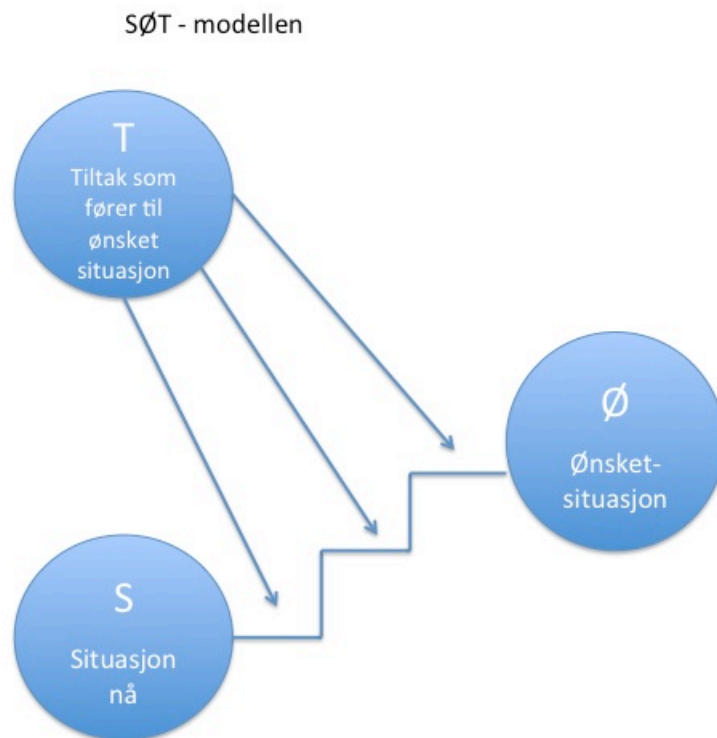 SØT - modellen
T
Tiltak som
fører til
ønsket
situasjon
Ø
Ønsket-
situasjon
S
Situasjon
nå